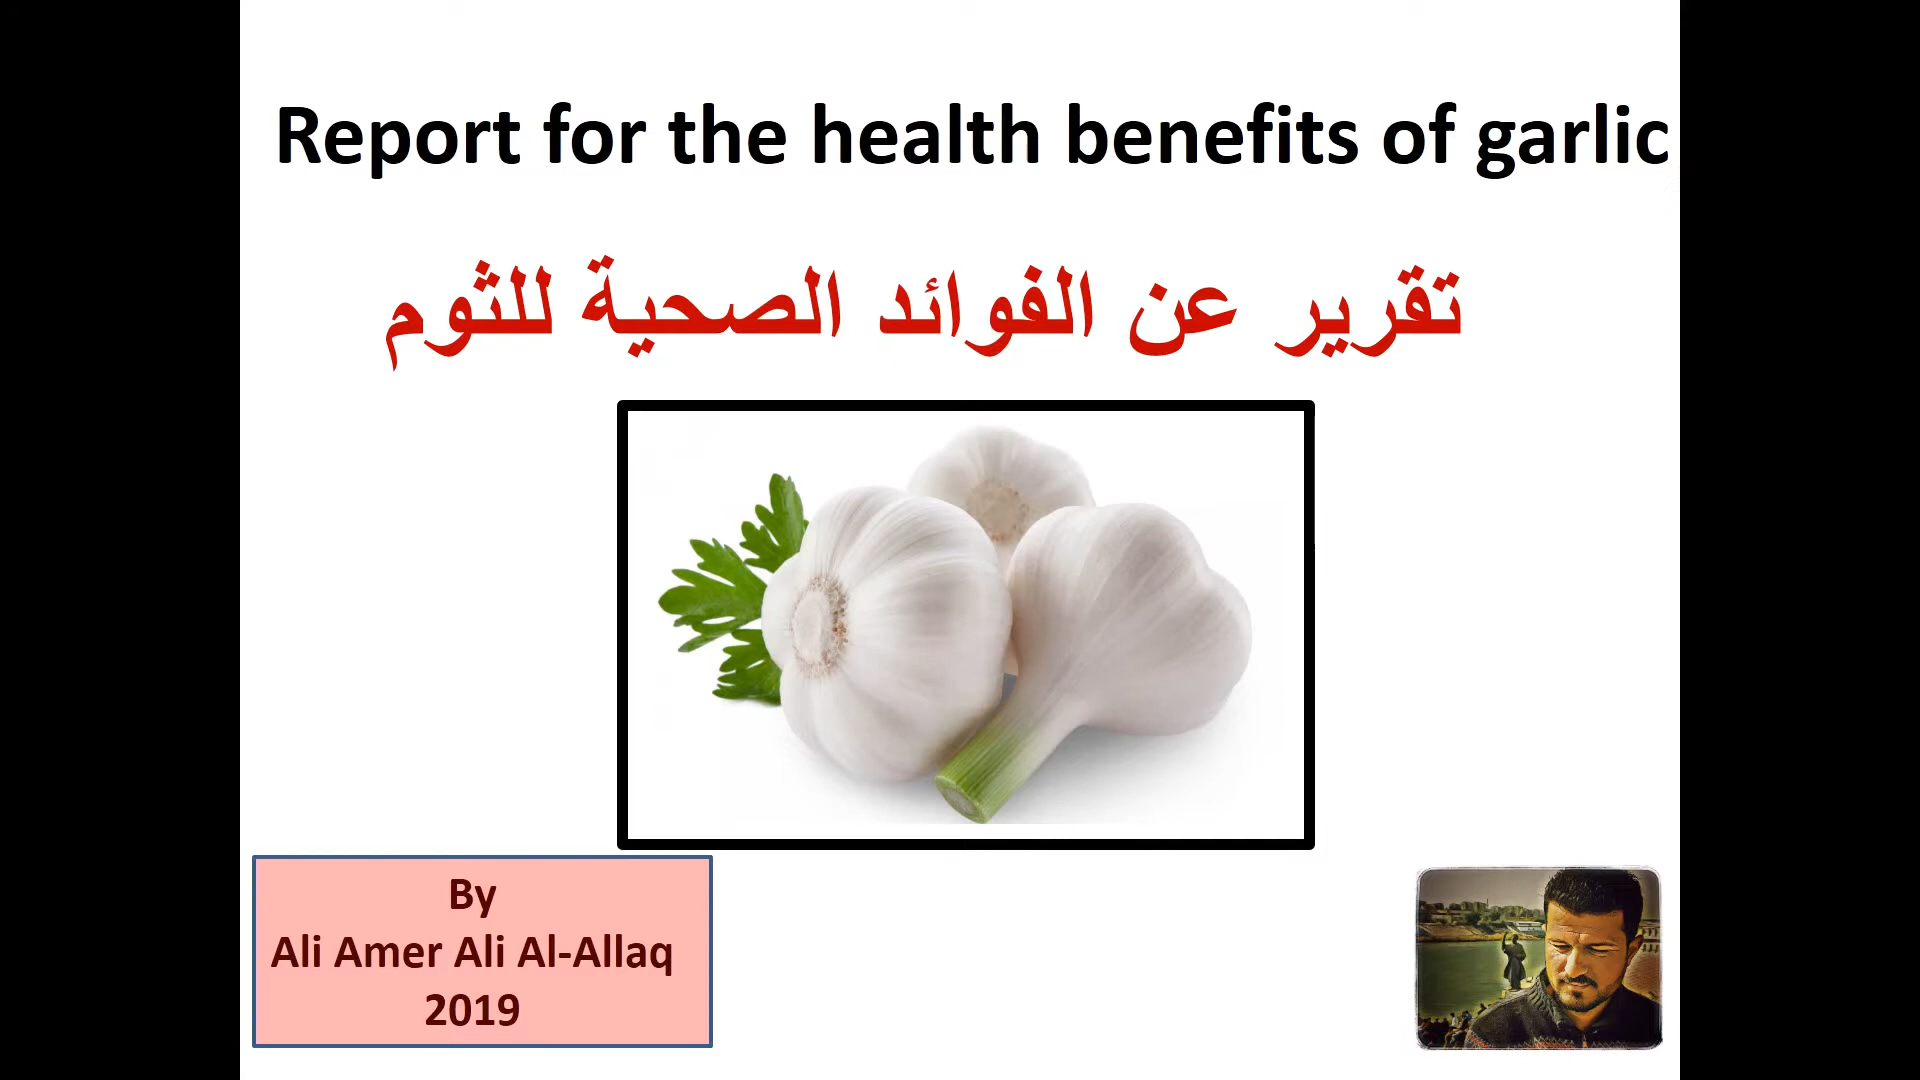 Report for the health benefits of garlic
تقرير عن الفوائد الصحية للثوم
By
Ali Amer Ali Al-Allaq
2019